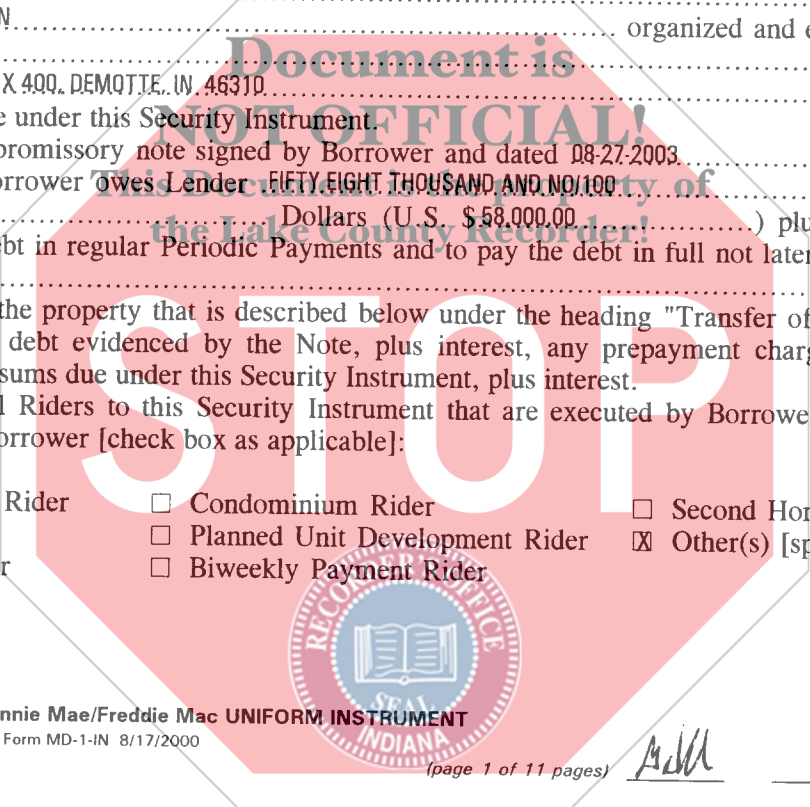 N organized and e
X 400, DEMOTTE, IN 46310
e under this Security Instrument.
promissory note signed by Borrower and dated 08-27-2003
orrower owes Lender FIFTY EIGHT THOUSAND AND NO/100
Dollars (U.S. $ 58,000.00 ) plu
ebt in regular Periodic Payments and to pay the debt in full not later
the property that is described below under the heading "Transfer of
debt evidenced by the Note, plus interest, any prepayment charg
sums due under this Security Instrument, plus interest.
l Riders to this Security Instrument that are executed by Borrowe
orrower [check box as applicable]:
Rider ☐ Condominium Rider ☐ Second Hor
☐ Planned Unit Development Rider ☒ Other(s) [sp
r ☐ Biweekly Payment Rider
nnie Mae/Freddie Mac UNIFORM INSTRUMENT
Form MD-1-IN 8/17/2000
(page 1 of 11 pages)
Document is
NOT OFFICIAL!
This Document is the property of
the Lake County Recorder!
STOP
RECORDER'S OFFICE
SEAL
INDIANA